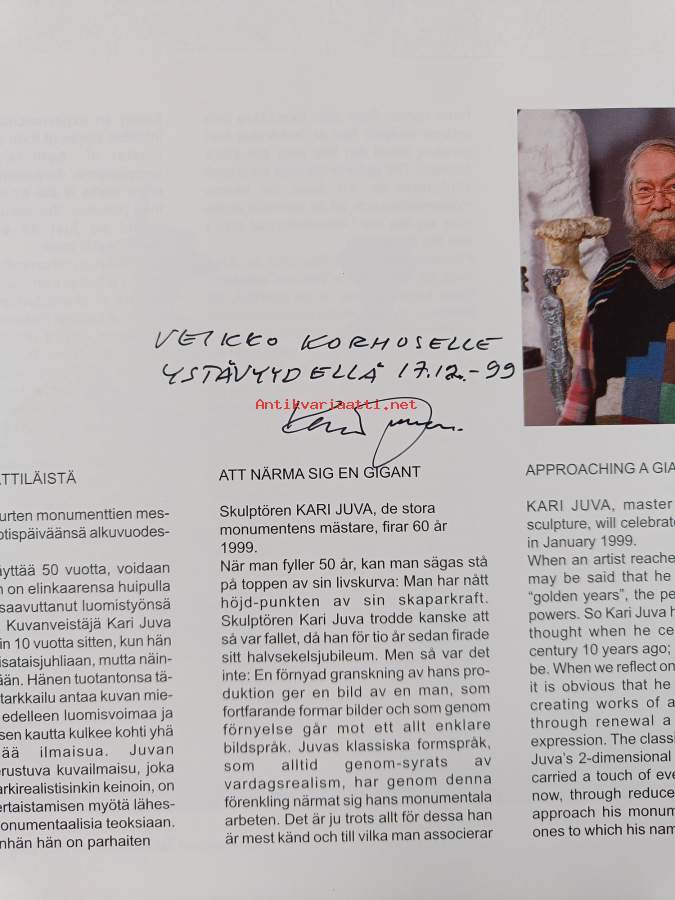 VEIKKO KORHOSELLE
YSTÄVYYDELLÄ 17.12.-99
Antikvariaatti.net
Kari Juva.
ATTILÄISTÄ
urten monumenttien mes-
otispäiväänsä alkuvuodes-
äyttää 50 vuotta, voidaan
n on elinkaarensa huipulla
saavuttanut luomistyönsä
Kuvanveistäjä Kari Juva
in 10 vuotta sitten, kun hän
isataisjuhliaan, mutta näin-
ään. Hänen tuotantonsa tä-
tarkkailu antaa kuvan mie-
edelleen luomisvoimaa ja
sen kautta kulkee kohti yhä
ää ilmaisua. Juvan
erustuva kuvailmaisu, joka
arkirealistisinkin keinoin, on
ertaistamisen myötä lähes-
onumentaalisia teoksiaan.
nhän hän on parhaiten
ATT NÄRMA SIG EN GIGANT
Skulptören KARI JUVA, de stora
monumentens mästare, firar 60 år
1999.
När man fyller 50 år, kan man sägas stå
på toppen av sin livskurva: Man har nått
höjd-punkten av sin skaparkraft.
Skulptören Kari Juva trodde kanske att
så var fallet, då han för tio år sedan firade
sitt halvsekelsjubileum. Men så var det
inte: En förnyad granskning av hans pro-
duktion ger en bild av en man, som
fortfarande formar bilder och som genom
förnyelse går mot ett allt enklare
bildspråk. Juvas klassiska formspråk,
som alltid genom-syrats av
vardagsrealism, har genom denna
förenkling närmat sig hans monumentala
arbeten. Det är ju trots allt för dessa han
är mest känd och till vilka man associerar
APPROACHING A GIA
KARI JUVA, master
sculpture, will celebrate
in January 1999.
When an artist reache
may be said that he
"golden years", the pe
powers. So Kari Juva h
thought when he ce
century 10 years ago;
be. When we reflect on
it is obvious that he
creating works of a
through renewal a
expression. The classi
Juva's 2-dimensional
carried a touch of eve
now, through reduce
approach his monum
ones to which his nam